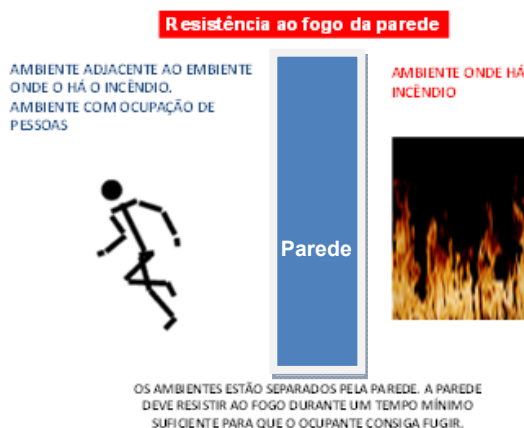 Resistência ao fogo da parede
AMBIENTE ADJACENTE AO EMBIENTE
ONDE O HÁ O INCÊNDIO.
AMBIENTE COM OCUPAÇÃO DE
PESSOAS
AMBIENTE ONDE HÁ
INCÊNDIO
Parede
OS AMBIENTES ESTÃO SEPARADOS PELA PAREDE. A PAREDE
DEVE RESISTIR AO FOGO DURANTE UM TEMPO MÍNIMO
SUFICIENTE PARA QUE O OCUPANTE CONSIGA FUGIR.